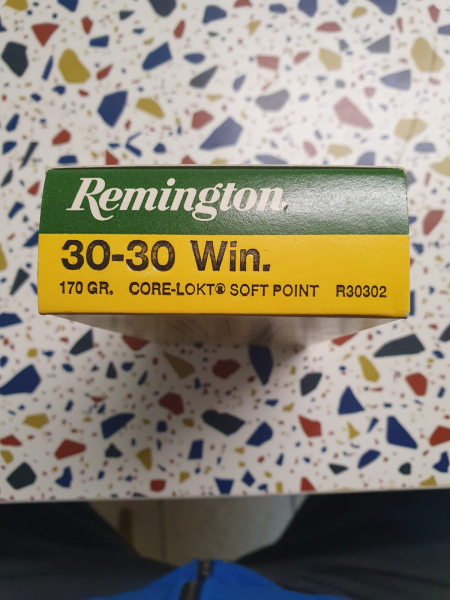 Remington.
30-30 Win.
170 GR. CORE-LOKT® SOFT POINT R30302